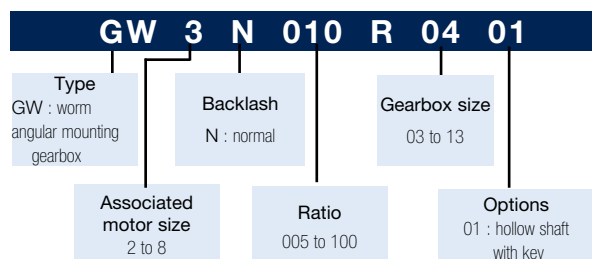 GW 3 N 010 R 04 01
Type
GW : worm
angular mounting
gearbox
Backlash
N : normal
Gearbox size
03 to 13
Associated
motor size
2 to 8
Ratio
005 to 100
Options
01 : hollow shaft
with key